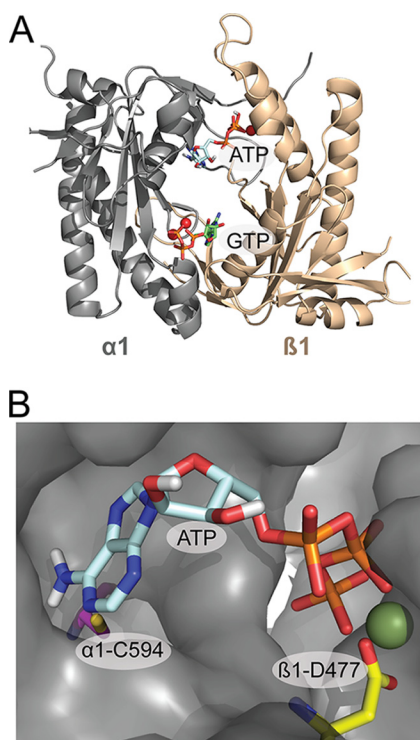 A
ATP
GTP
α1
ß1
B
ATP
α1-C594
ß1-D477